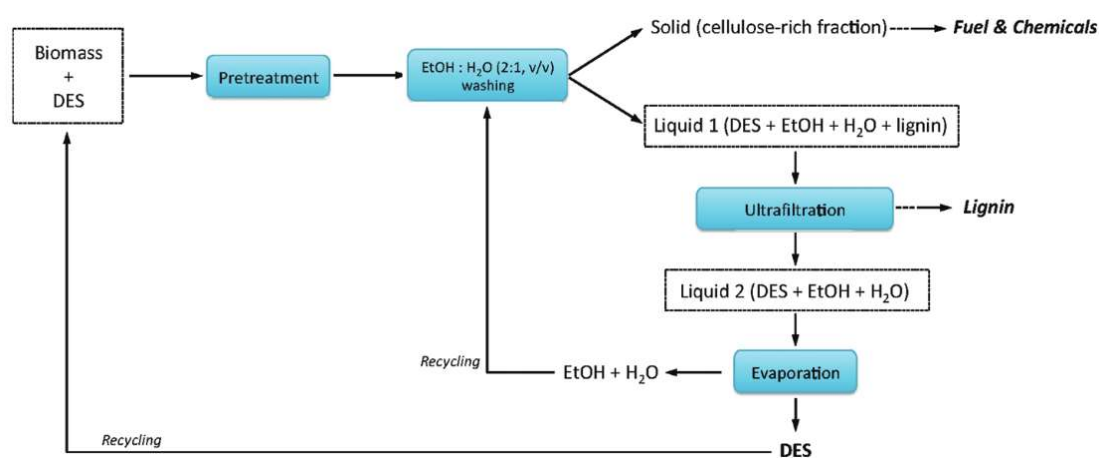 Biomass
+
DES
Pretreatment
EtOH : H₂O (2:1, v/v)
washing
Solid (cellulose-rich fraction)
Fuel & Chemicals
Liquid 1 (DES + EtOH + H₂O + lignin)
Ultrafiltration
Lignin
Liquid 2 (DES + EtOH + H₂O)
Evaporation
EtOH + H₂O
Recycling
DES
Recycling